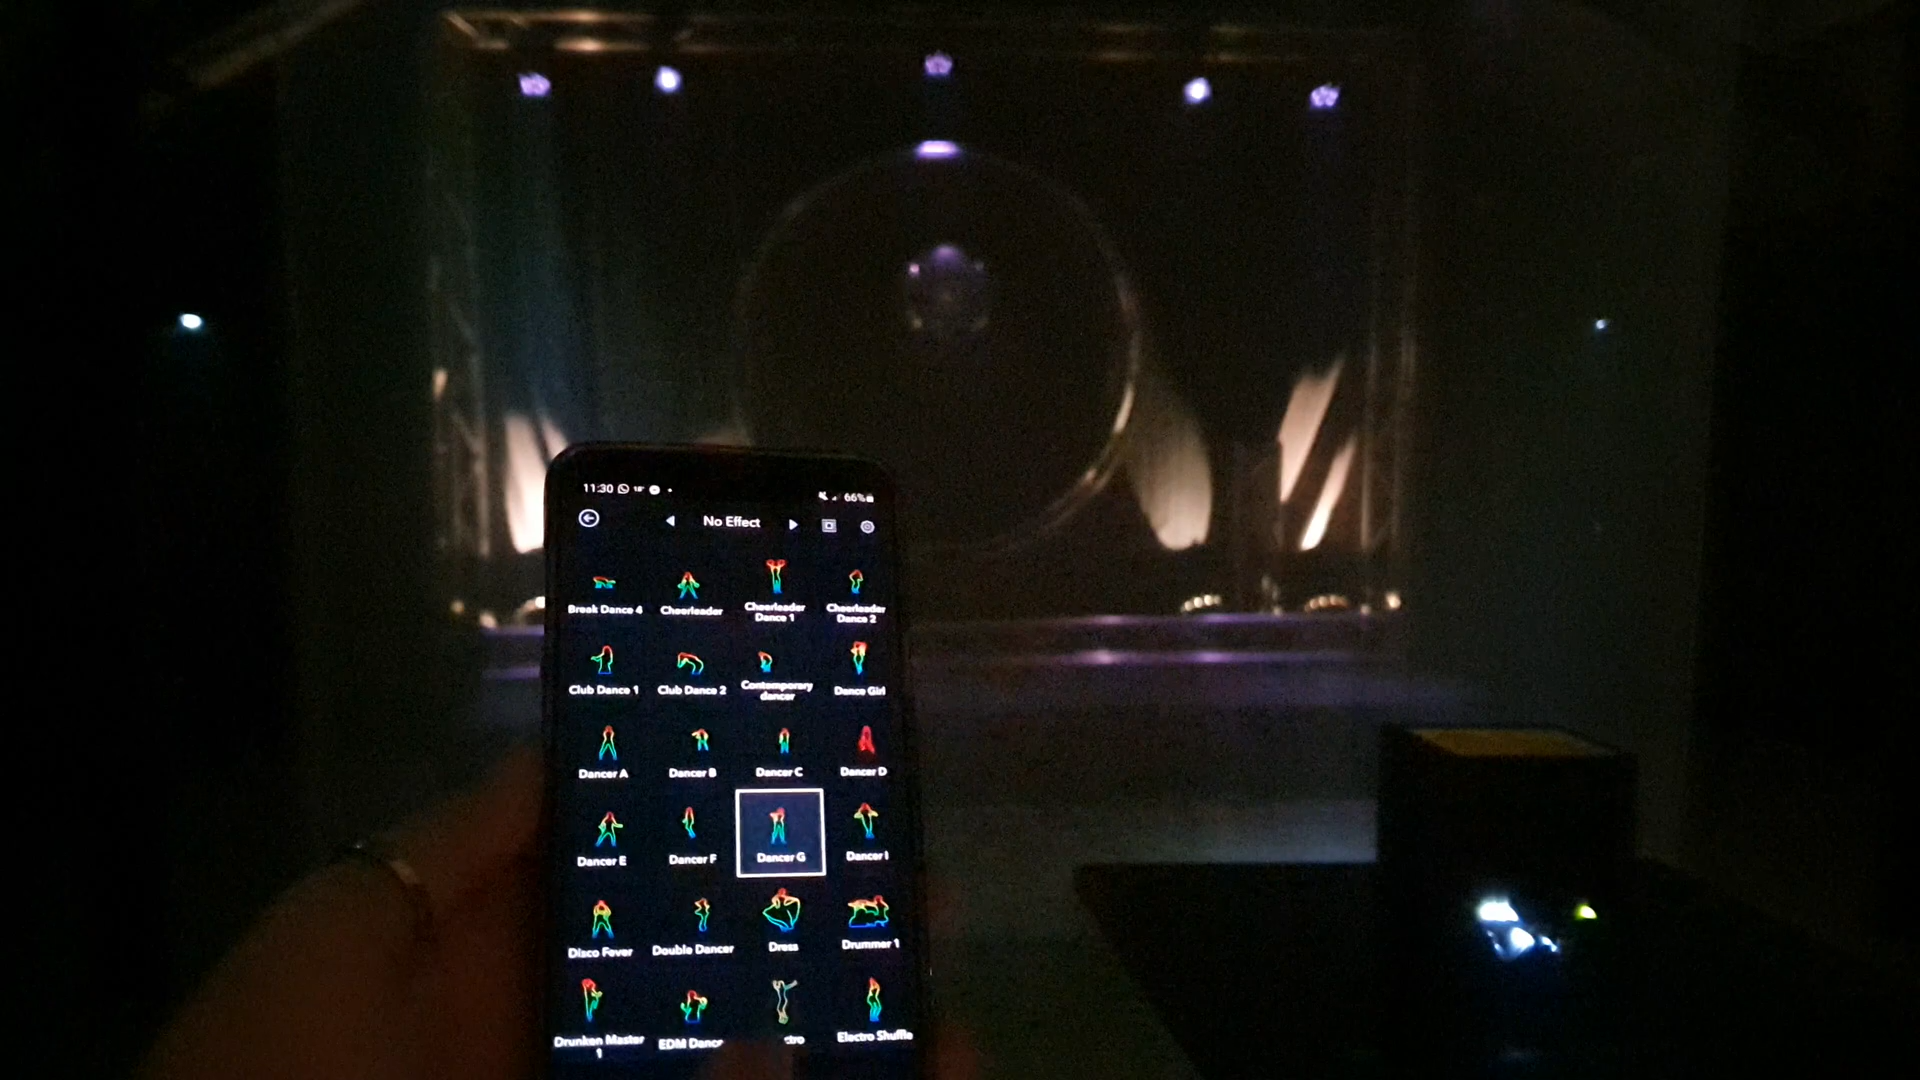 11:30
66%
No Effect
Break Dance 4
Cheerleader
Cheerleader
Dance 1
Cheerleader
Dance 2
Club Dance 1
Club Dance 2
Contemporary
dancer
Dance Girl
Dancer A
Dancer B
Dancer C
Dancer D
Dancer E
Dancer F
Dancer G
Dancer I
Disco Fever
Double Dancer
Dress
Drummer 1
Drunken Master
1
EDM Dance
ctro
Electro Shuffle